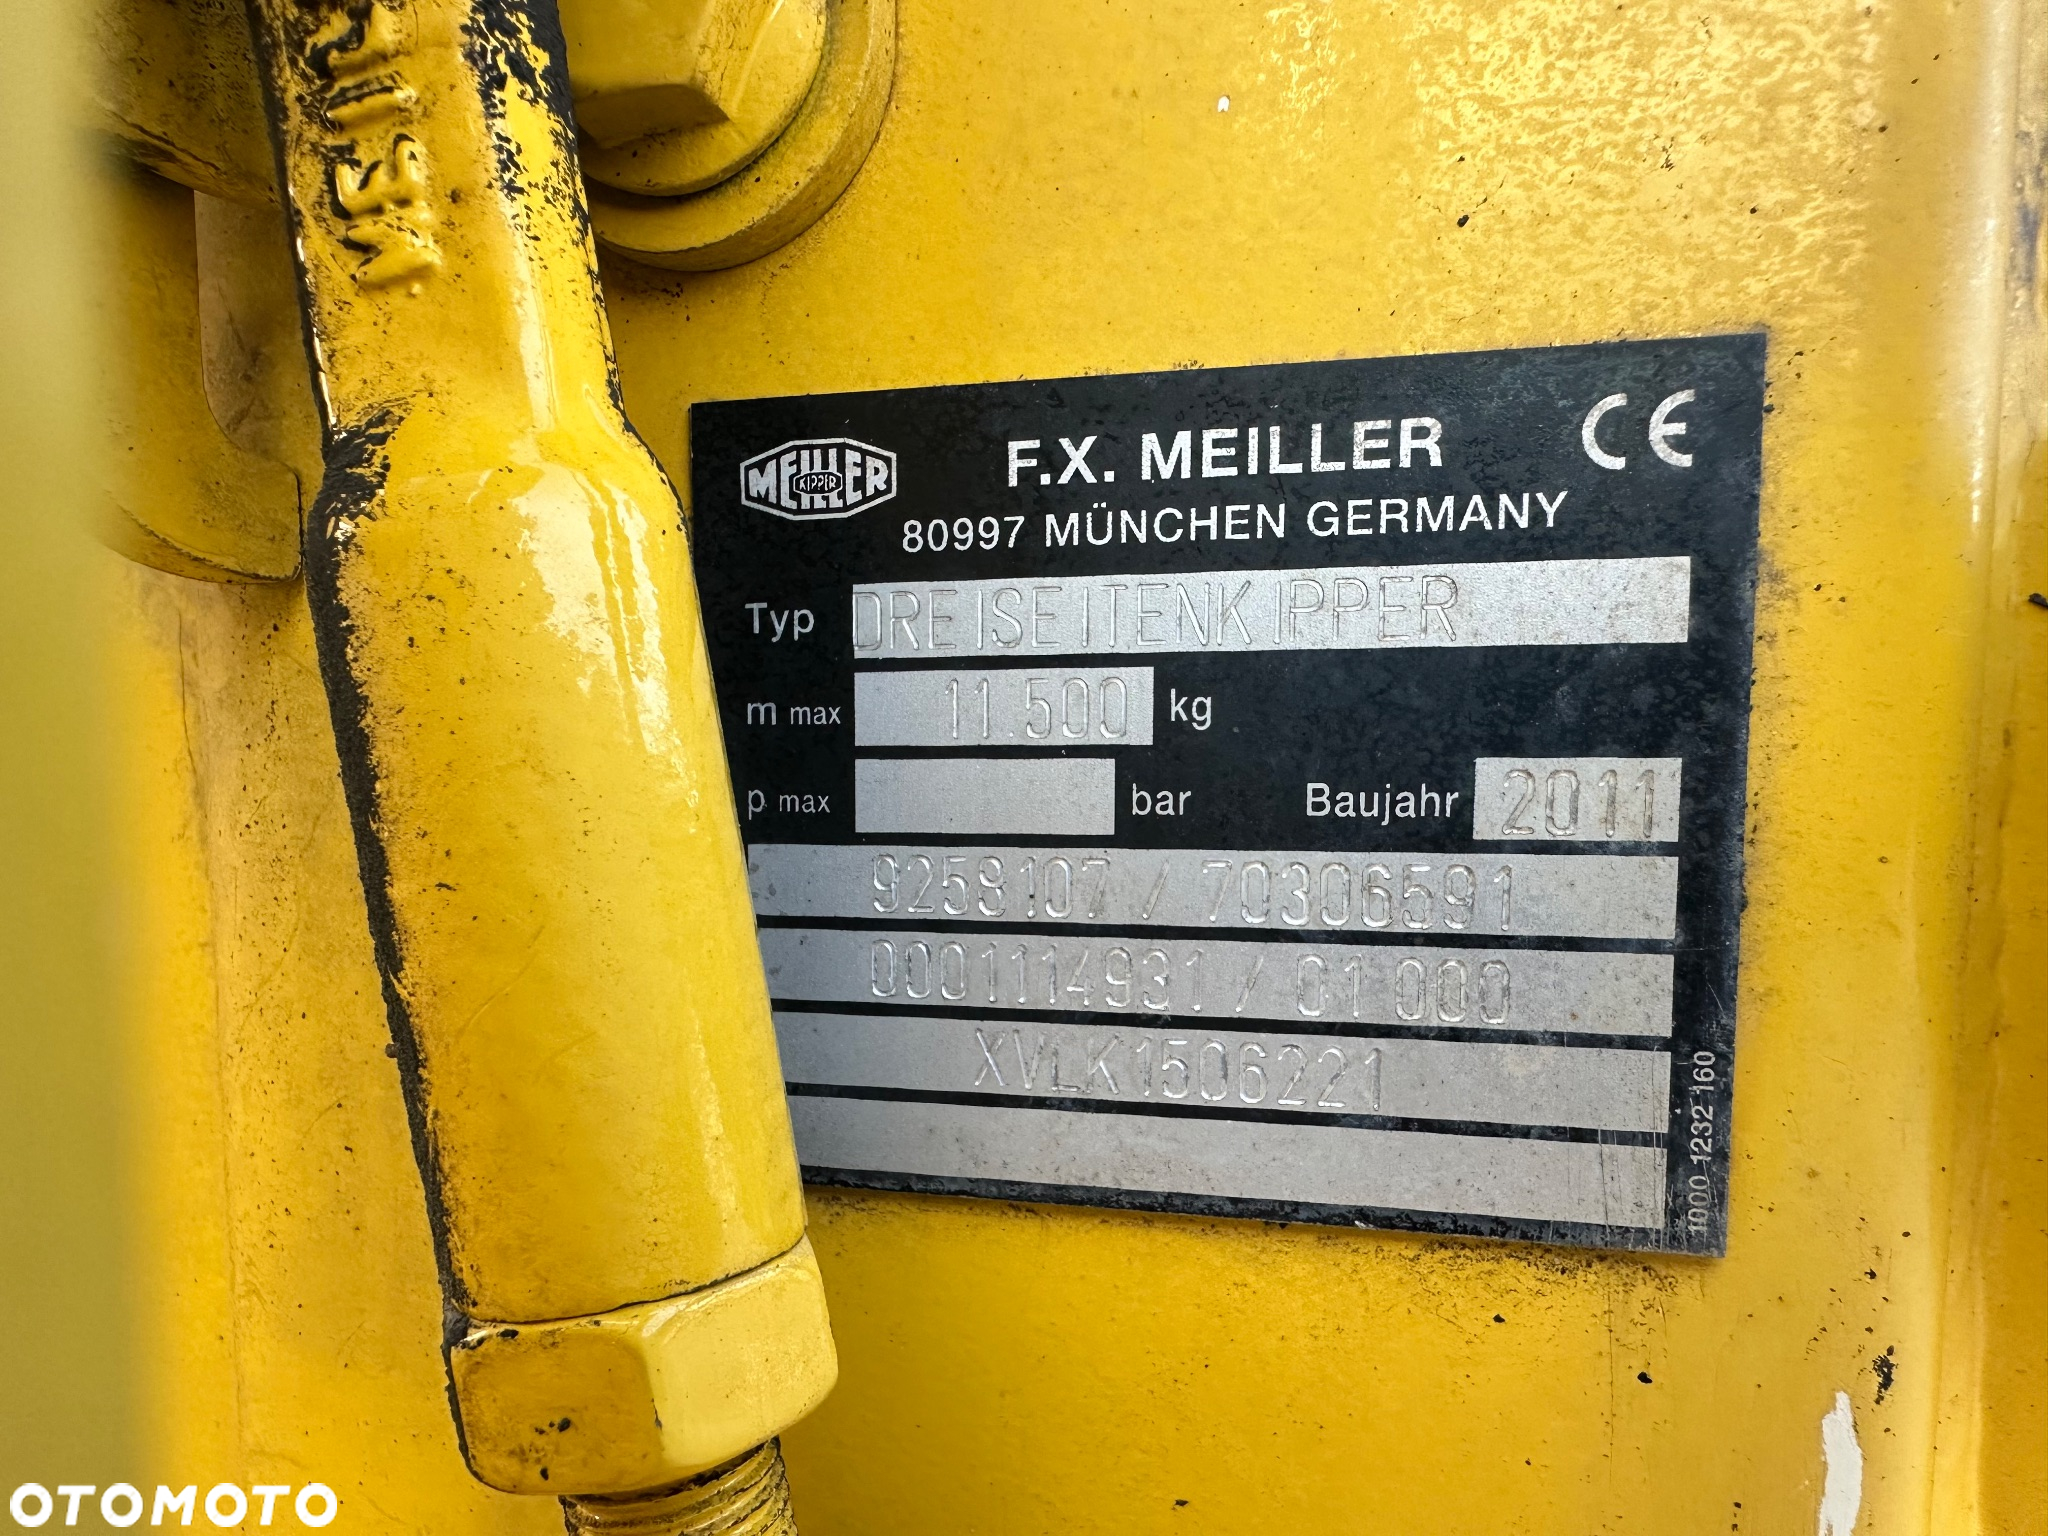 MEILLER
KIPPER
F.X. MEILLER
CE
80997 MÜNCHEN GERMANY
Typ DREISEITENKIPPER
m max 11.500 kg
p max bar Baujahr 2011
9258107 / 70306591
0001114931 / 01 000
XVLK1506221
1000 1232 160
OTOMOTO